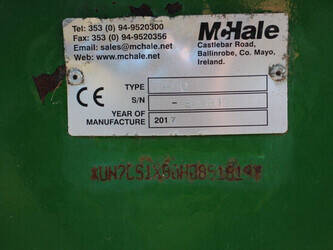 McHale
Tel: 353 (0) 94-9520300
Fax: 353 (0) 94-9520356
Email: sales@mchale.net
Web: www.mchale.net
Castlebar Road,
Ballinrobe, Co. Mayo,
Ireland.
CE
TYPE
S/N
YEAR OF
MANUFACTURE 2017